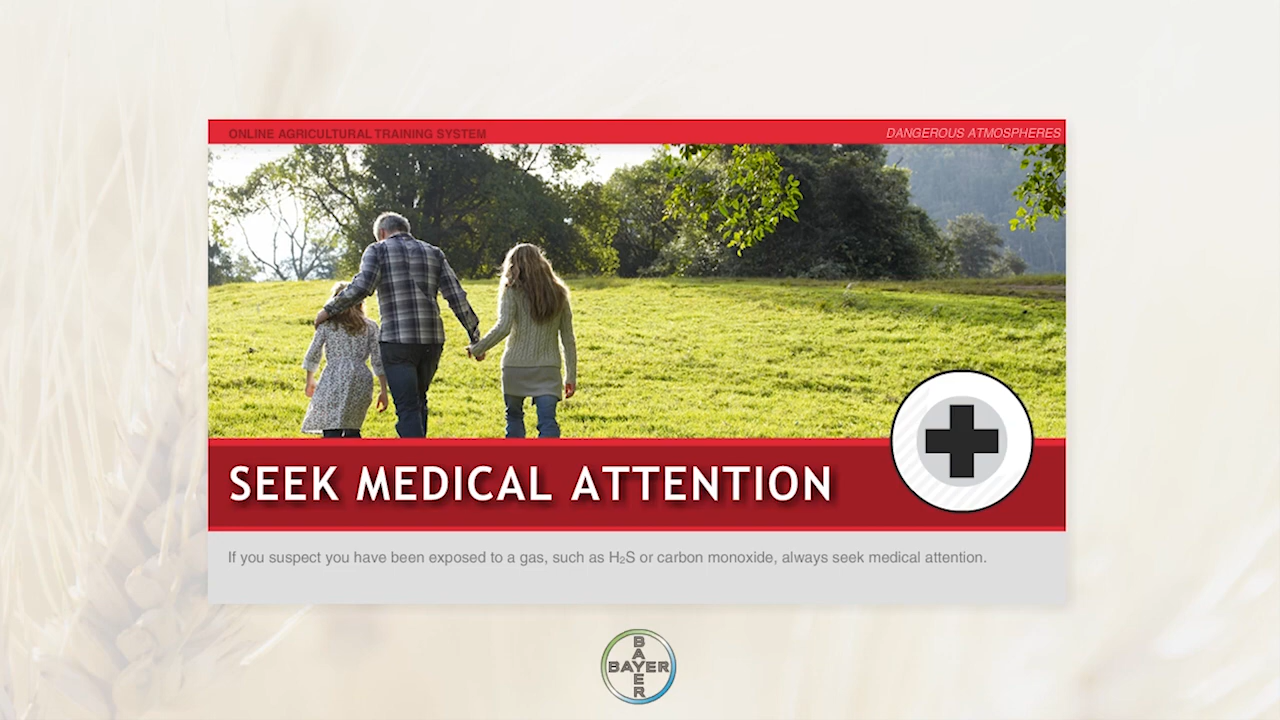 ONLINE AGRICULTURAL TRAINING SYSTEM
DANGEROUS ATMOSPHERES
SEEK MEDICAL ATTENTION
If you suspect you have been exposed to a gas, such as H₂S or carbon monoxide, always seek medical attention.
BAYER
BAYER